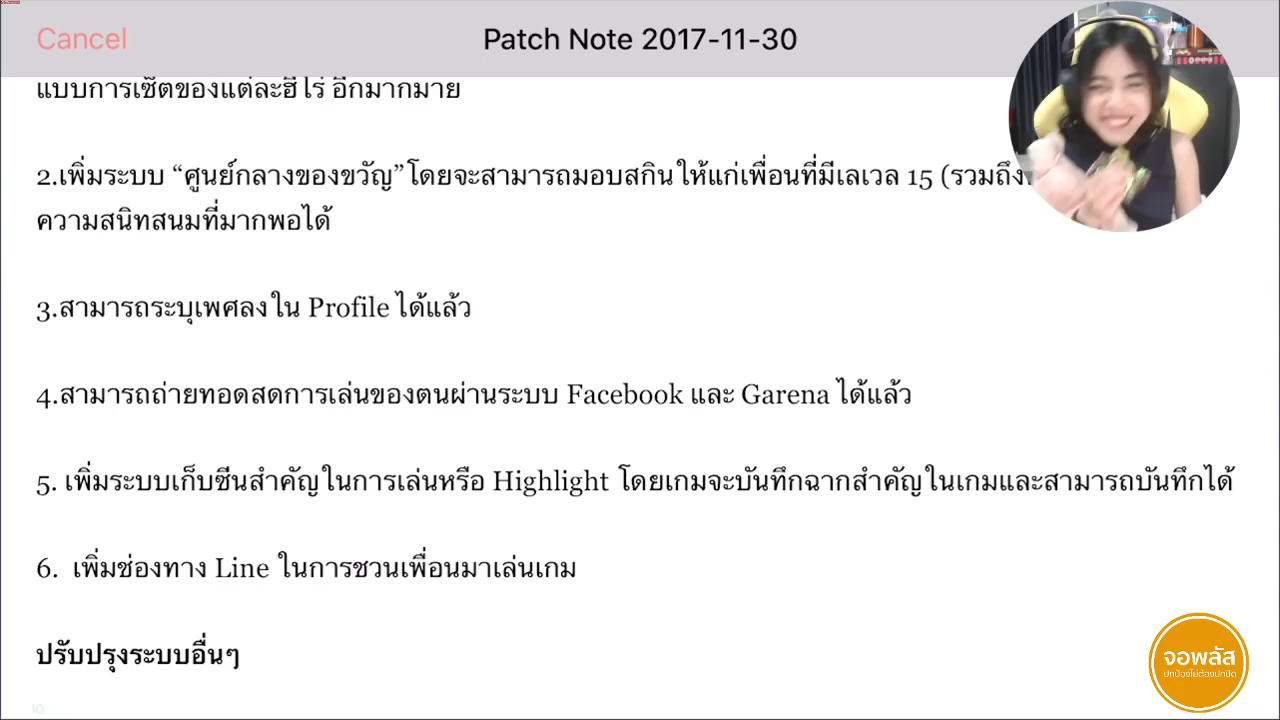 Cancel
Patch Note 2017-11-30
แบบการเซ็ตของแต่ละฮีโร่ อีกมากมาย
2.เพิ่มระบบ “ศูนย์กลางของขวัญ”โดยจะสามารถมอบสกินให้แก่เพื่อนที่มีเลเวล 15 (รวมถึง
ความสนิทสนมที่มากพอได้
3.สามารถระบุเพศลงใน Profile ได้แล้ว
4.สามารถถ่ายทอดสดการเล่นของตนผ่านระบบ Facebook และ Garena ได้แล้ว
5. เพิ่มระบบเก็บซีนสำคัญในการเล่นหรือ Highlight โดยเกมจะบันทึกฉากสำคัญในเกมและสามารถบันทึกได้
6. เพิ่มช่องทาง Line ในการชวนเพื่อนมาเล่นเกม
ปรับปรุงระบบอื่นๆ
จอพลัส
ปกป้องไม่ต้องปกปิด